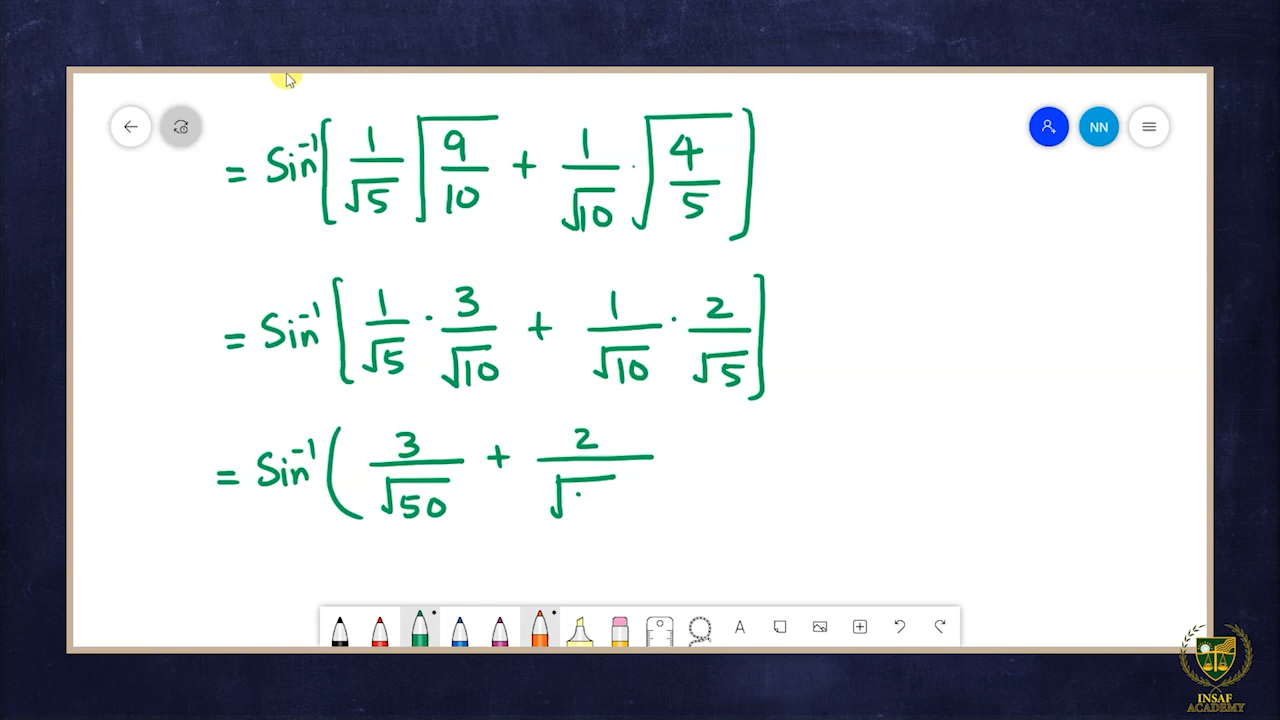 NN
= Sin⁻¹[ 1/√5 √(9/10) + 1/√10 · √(4/5) ]
= Sin⁻¹[ 1/√5 · 3/√10 + 1/√10 · 2/√5 ]
= Sin⁻¹( 3/√50 + 2/√
A
INSAF
ACADEMY